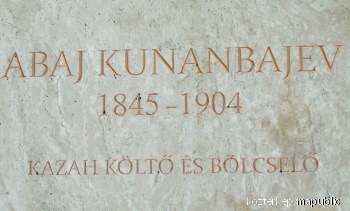 ABAJ KUNANBAJEV
1845-1904
KAZAH KÖLTŐ ÉS BÖLCSELŐ